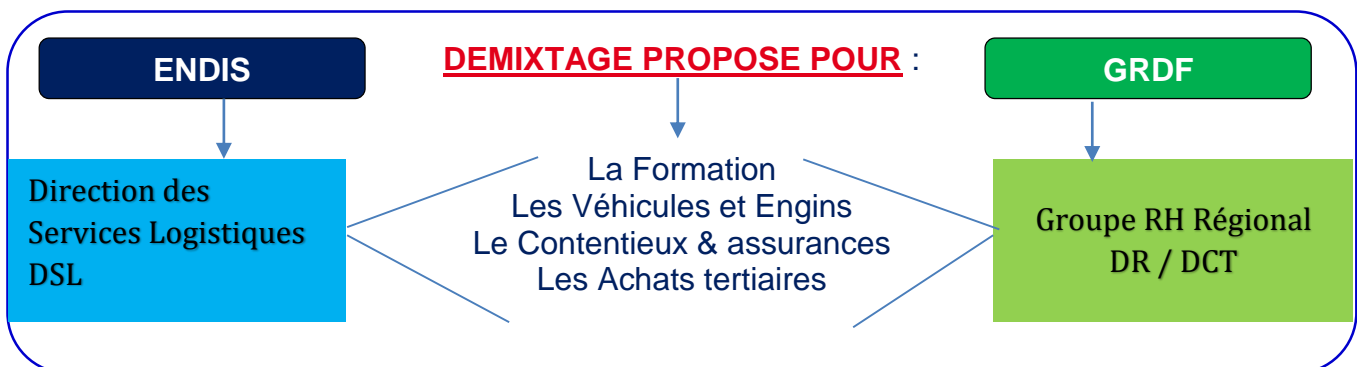 ENDIS
DEMIXTAGE PROPOSE POUR :
GRDF
Direction des
Services Logistiques
DSL
La Formation
Les Véhicules et Engins
Le Contentieux & assurances
Les Achats tertiaires
Groupe RH Régional
DR / DCT